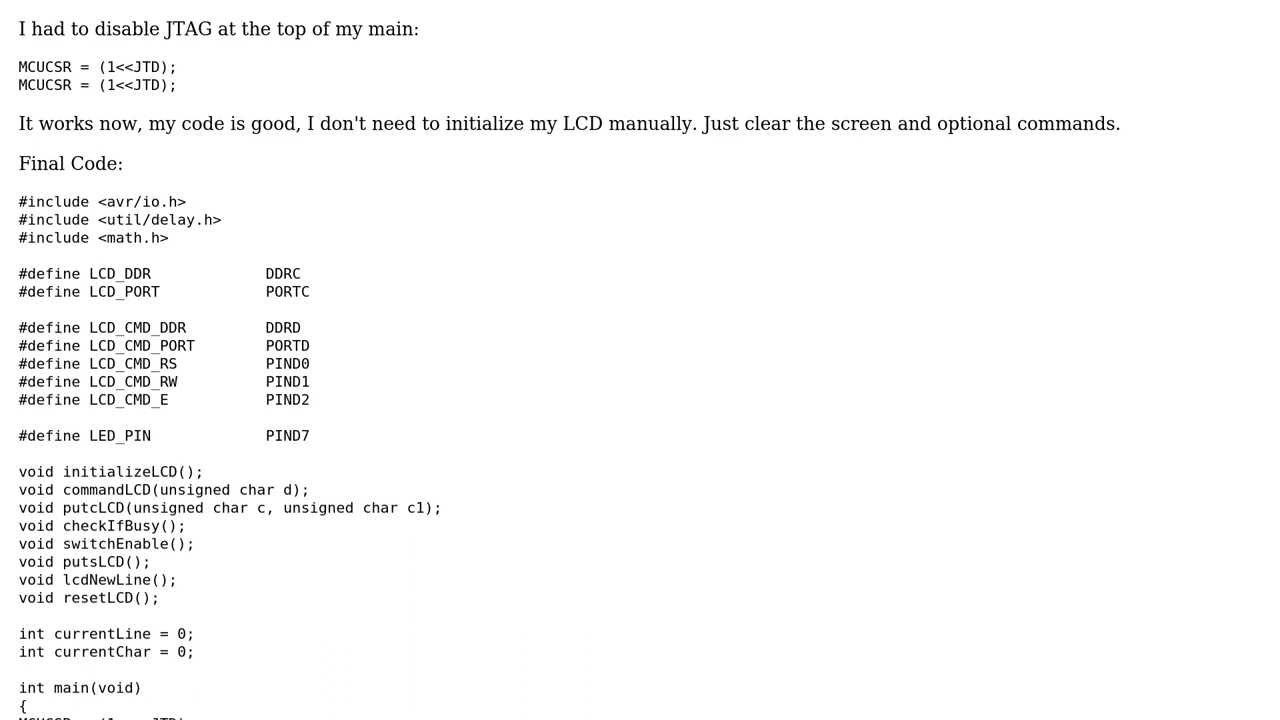 I had to disable JTAG at the top of my main:
MCUCSR = (1<<JTD);
MCUCSR = (1<<JTD);
It works now, my code is good, I don't need to initialize my LCD manually. Just clear the screen and optional commands.
Final Code:
#include <avr/io.h>
#include <util/delay.h>
#include <math.h>
#define LCD_DDR             DDRC
#define LCD_PORT            PORTC
#define LCD_CMD_DDR         DDRD
#define LCD_CMD_PORT        PORTD
#define LCD_CMD_RS          PIND0
#define LCD_CMD_RW          PIND1
#define LCD_CMD_E           PIND2
#define LED_PIN             PIND7
void initializeLCD();
void commandLCD(unsigned char d);
void putcLCD(unsigned char c, unsigned char c1);
void checkIfBusy();
void switchEnable();
void putsLCD();
void lcdNewLine();
void resetLCD();
int currentLine = 0;
int currentChar = 0;
int main(void)
{